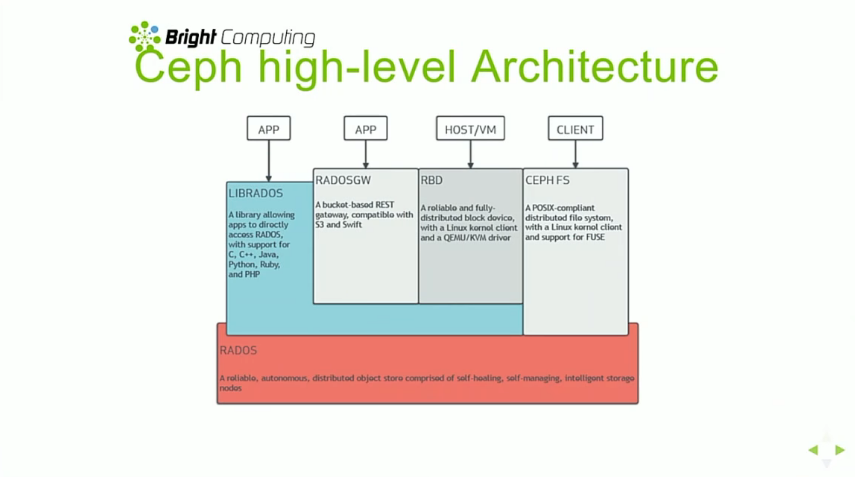 Bright Computing
Ceph high-level Architecture
APP
APP
HOST/VM
CLIENT
LIBRADOS
A library allowing
apps to directly
access RADOS,
with support for
C, C++, Java,
Python, Ruby,
and PHP
RADOSGW
A bucket-based REST
gateway, compatible with
S3 and Swift
RBD
A reliable and fully-
distributed block device,
with a Linux kernel client
and a QEMU/KVM driver
CEPH FS
A POSIX-compliant
distributed file system,
with a Linux kernel client
and support for FUSE
RADOS
A reliable, autonomous, distributed object store comprised of self-healing, self-managing, intelligent storage
nodes